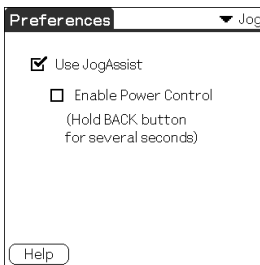 Preferences Jog
Use JogAssist
Enable Power Control
(Hold BACK button
for several seconds)
Help